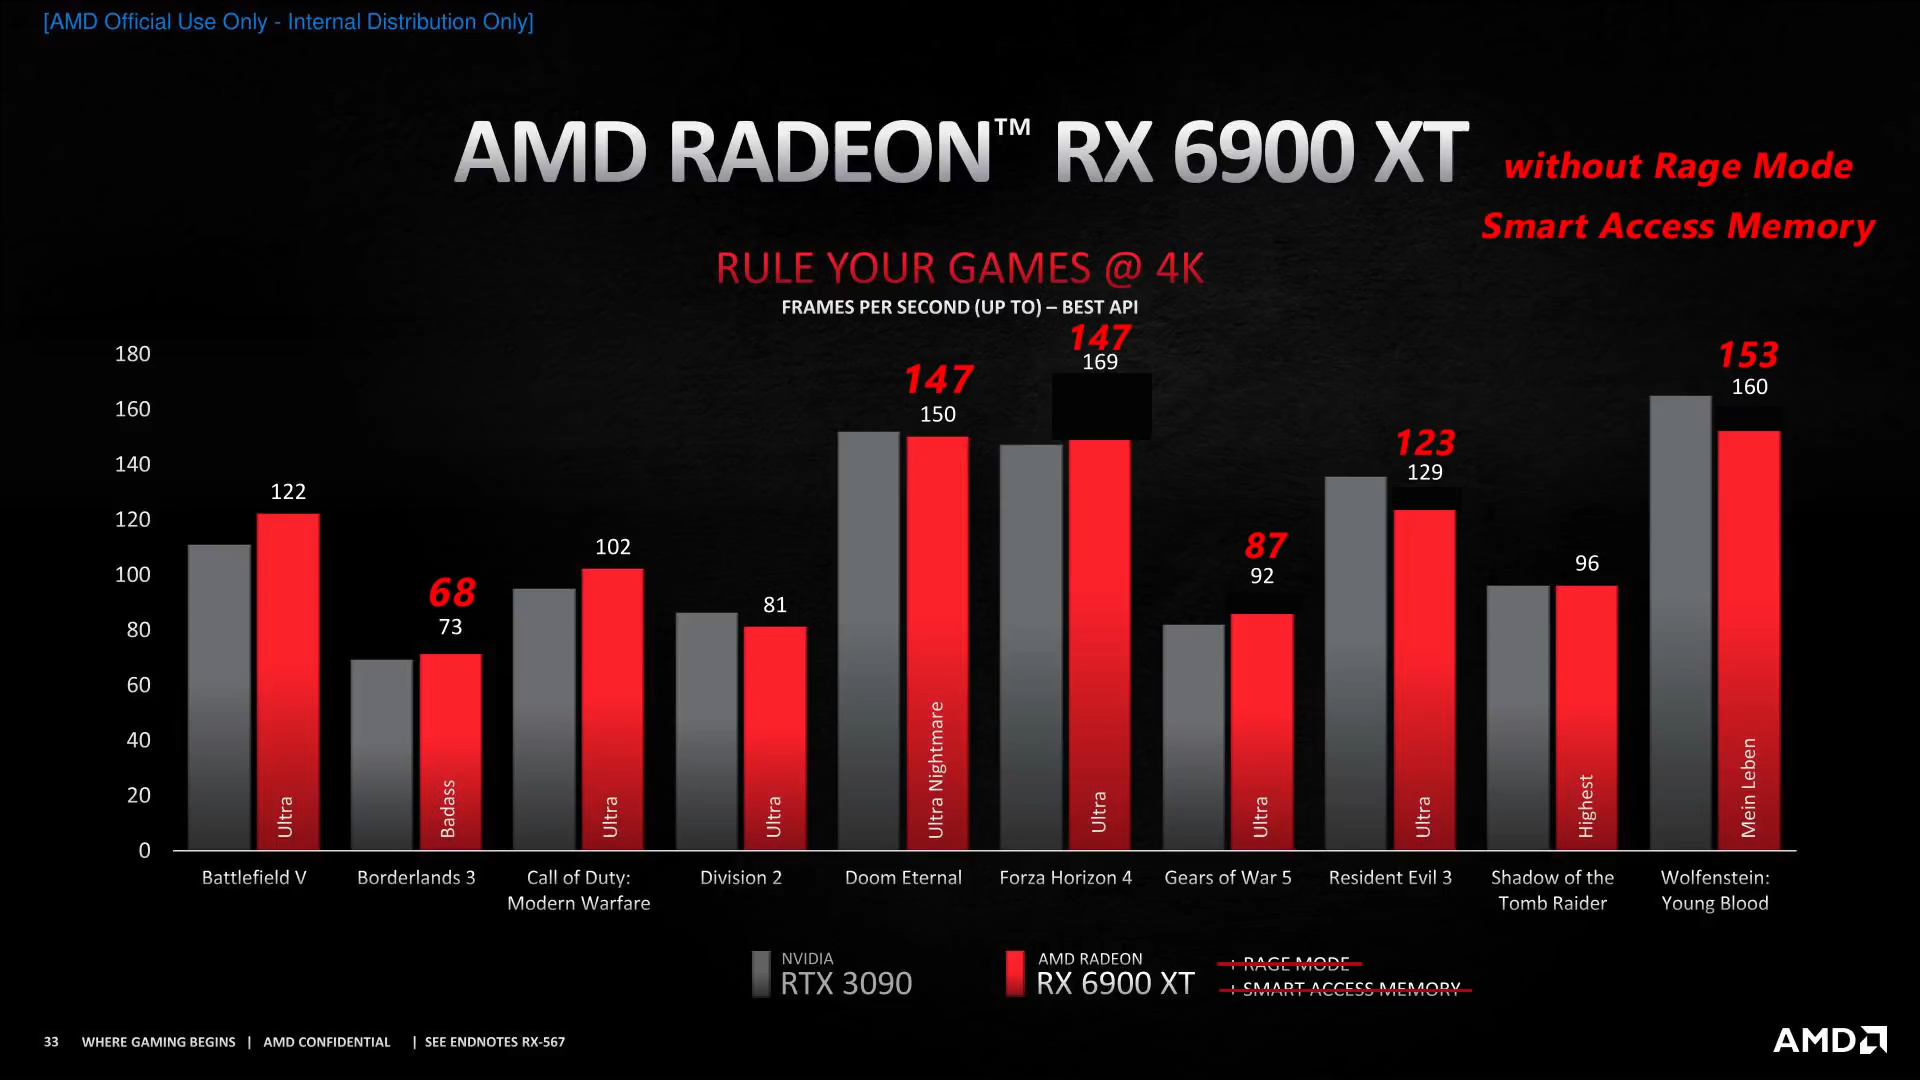 [AMD Official Use Only - Internal Distribution Only]
AMD RADEON™ RX 6900 XT
without Rage Mode
Smart Access Memory
RULE YOUR GAMES @ 4K
FRAMES PER SECOND (UP TO) – BEST API
180
160
140
120
100
80
60
40
20
0
122
68
73
102
81
147
150
147
169
87
92
123
129
96
153
160
Ultra
Badass
Ultra
Ultra
Ultra Nightmare
Ultra
Ultra
Ultra
Highest
Mein Leben
Battlefield V
Borderlands 3
Call of Duty:
Modern Warfare
Division 2
Doom Eternal
Forza Horizon 4
Gears of War 5
Resident Evil 3
Shadow of the
Tomb Raider
Wolfenstein:
Young Blood
NVIDIA
RTX 3090
AMD RADEON
RX 6900 XT
+ RAGE MODE
+ SMART ACCESS MEMORY
33 WHERE GAMING BEGINS | AMD CONFIDENTIAL | SEE ENDNOTES RX-567
AMD